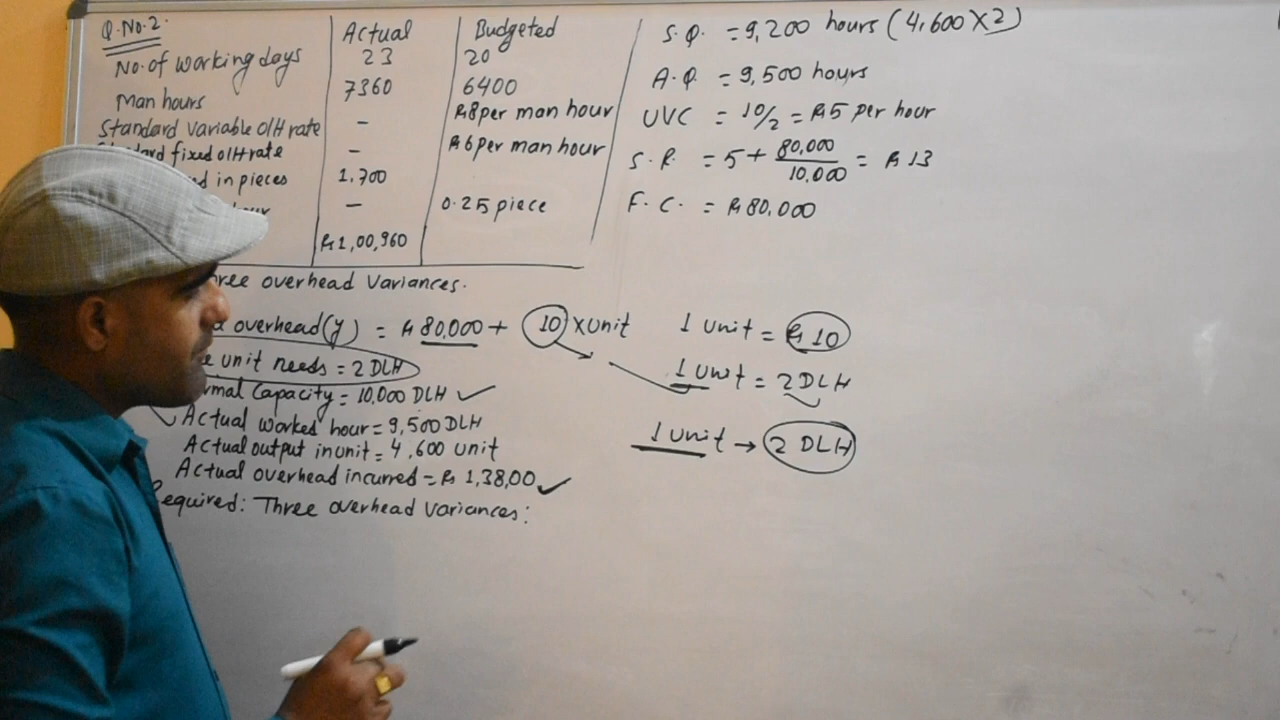 Q.No.2.
Actual Budgeted
No. of working days 23 20
Man hours 7360 6400
Standard variable O/H rate – ₨8 per man hour
fixed O/H rate – ₨6 per man hour
in pieces 1,700
– 0.25 piece
₨1,00,960
Three overhead variances.
overhead(y) = ₨80,000 + 10 × unit
unit needs = 2 DLH
Capacity = 10,000 DLH
Actual worked hour = 9,500 DLH
Actual output in unit = 4,600 unit
Actual overhead incurred = ₨ 1,38,00
Required: Three overhead variances:
S.Q. = 9,200 hours (4,600 × 2)
A.Q. = 9,500 hours
UVC = 10/2 = ₨5 per hour
S.R. = 5 + 80,000/10,000 = ₨ 13
F.C. = ₨80,000
1 unit = ₨10
1 unit = 2 DLH
1 unit → 2 DLH